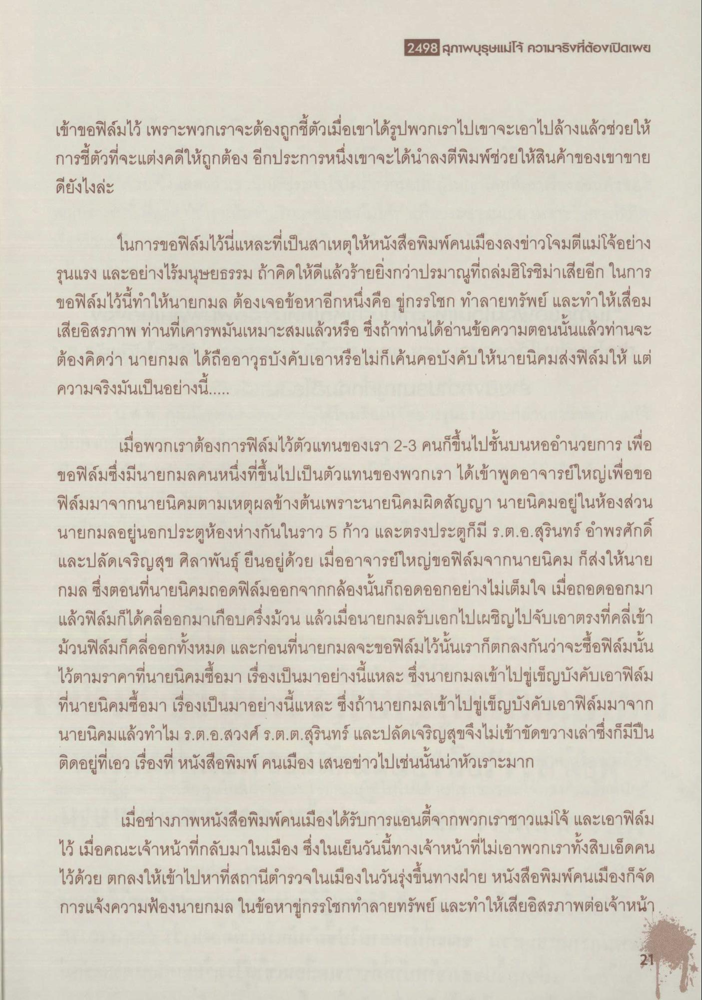 2498 สุภาพบุรุษแม่โจ้ ความจริงที่ต้องเปิดเผย
เข้าขอฟิล์มไว้ เพราะพวกเราจะต้องถูกชี้ตัวเมื่อเขาได้รูปพวกเราไปเขาจะเอาไปล้างแล้วช่วยให้
การชี้ตัวที่จะแต่งคดีให้ถูกต้อง อีกประการหนึ่งเขาจะได้นำลงตีพิมพ์ช่วยให้สินค้าของเขาขาย
ดียังไงล่ะ
ในการขอฟิล์มไว้นี่แหละที่เป็นสาเหตุให้หนังสือพิมพ์คนเมืองลงข่าวโจมตีแม่โจ้อย่าง
รุนแรง และอย่างไร้มนุษยธรรม ถ้าคิดให้ดีแล้วร้ายยิ่งกว่าปรมาณูที่ถล่มฮิโรชิม่าเสียอีก ในการ
ขอฟิล์มไว้นี้ทำให้นายกมล ต้องเจอข้อหาอีกหนึ่งคือ ขู่กรรโชก ทำลายทรัพย์ และทำให้เสื่อม
เสียอิสรภาพ ท่านที่เคารพมันเหมาะสมแล้วหรือ ซึ่งถ้าท่านได้อ่านข้อความตอนนั้นแล้วท่านจะ
ต้องคิดว่า นายกมล ได้ถืออาวุธบังคับเอาหรือไม่ก็เค้นคอบังคับให้นายนิคมส่งฟิล์มให้ แต่
ความจริงมันเป็นอย่างนี้.....
เมื่อพวกเราต้องการฟิล์มไว้ตัวแทนของเรา 2-3 คนก็ขึ้นไปชั้นบนหออำนวยการ เพื่อ
ขอฟิล์มซึ่งมีนายกมลคนหนึ่งที่ขึ้นไปเป็นตัวแทนของพวกเรา ได้เข้าพูดอาจารย์ใหญ่เพื่อขอ
ฟิล์มมาจากนายนิคมตามเหตุผลข้างต้นเพราะนายนิคมผิดสัญญา นายนิคมอยู่ในห้องส่วน
นายกมลอยู่นอกประตูห้องห่างกันในราว 5 ก้าว และตรงประตูก็มี ร.ต.อ.สุรินทร์ อำพรศักดิ์
และปลัดเจริญสุข ศิลาพันธุ์ ยืนอยู่ด้วย เมื่ออาจารย์ใหญ่ขอฟิล์มจากนายนิคม ก็ส่งให้นาย
กมล ซึ่งตอนที่นายนิคมถอดฟิล์มออกจากกล้องนั้นก็ถอดออกอย่างไม่เต็มใจ เมื่อถอดออกมา
แล้วฟิล์มก็ได้คลี่ออกมาเกือบครึ่งม้วน แล้วเมื่อนายกมลรับเอกไปเผชิญไปจับเอาตรงที่คลี่เข้า
ม้วนฟิล์มก็คลี่ออกทั้งหมด และก่อนที่นายกมลจะขอฟิล์มไว้นั้นเราก็ตกลงกันว่าจะซื้อฟิล์มนั้น
ไว้ตามราคาที่นายนิคมซื้อมา เรื่องเป็นมาอย่างนี้แหละ ซึ่งนายกมลเข้าไปขู่เข็ญบังคับเอาฟิล์ม
ที่นายนิคมซื้อมา เรื่องเป็นมาอย่างนี้แหละ ซึ่งถ้านายกมลเข้าไปขู่เข็ญบังคับเอาฟิล์มมาจาก
นายนิคมแล้วทำไม ร.ต.อ.สวงศ์ ร.ต.ต.สุรินทร์ และปลัดเจริญสุขจึงไม่เข้าขัดขวางเล่าซึ่งก็มีปืน
ติดอยู่ที่เอว เรื่องที่ หนังสือพิมพ์ คนเมือง เสนอข่าวไปเช่นนั้นน่าหัวเราะมาก
เมื่อช่างภาพหนังสือพิมพ์คนเมืองได้รับการแอนตี้จากพวกเราชาวแม่โจ้ และเอาฟิล์ม
ไว้ เมื่อคณะเจ้าหน้าที่กลับมาในเมือง ซึ่งในเย็นวันนี้ทางเจ้าหน้าที่ไม่เอาพวกเราทั้งสิบเอ็ดคน
ไว้ด้วย ตกลงให้เข้าไปหาที่สถานีตำรวจในเมืองในวันรุ่งขึ้นทางฝ่าย หนังสือพิมพ์คนเมืองก็จัด
การแจ้งความฟ้องนายกมล ในข้อหาขู่กรรโชกทำลายทรัพย์ และทำให้เสียอิสรภาพต่อเจ้าหน้า
21